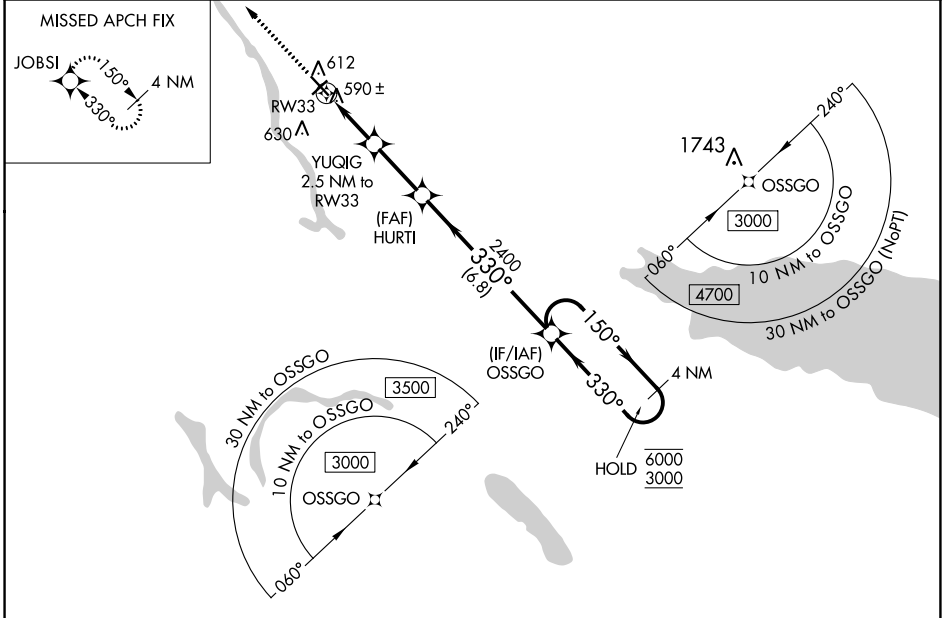 MISSED APCH FIX
JOBSI
150°
4 NM
330°
612
590 ±
RW33
630
YUQIG
2.5 NM to
RW33
(FAF)
HURTI
2400
330°
(6.8)
(IF/IAF)
OSSGO
150°
330°
4 NM
HOLD
6000
3000
1743
240°
OSSGO
3000
060°
10 NM to OSSGO
4700
30 NM to OSSGO (NoPT)
30 NM to OSSGO
3500
10 NM to OSSGO
240°
3000
OSSGO
060°